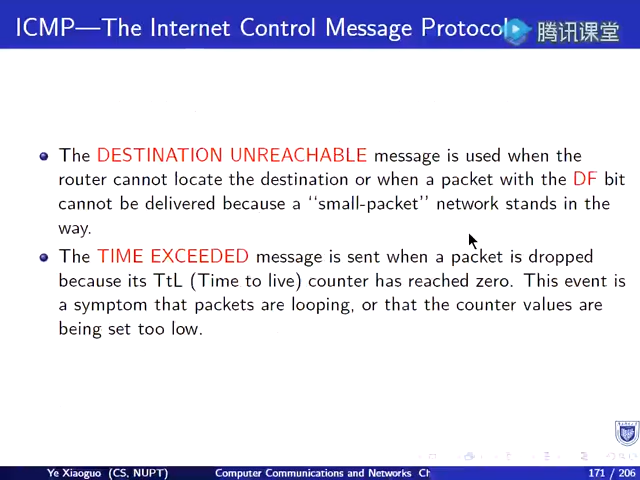 ICMP—The Internet Control Message Protocol
腾讯课堂
The DESTINATION UNREACHABLE message is used when the
router cannot locate the destination or when a packet with the DF bit
cannot be delivered because a ‘‘small-packet’’ network stands in the
way.
The TIME EXCEEDED message is sent when a packet is dropped
because its TtL (Time to live) counter has reached zero. This event is
a symptom that packets are looping, or that the counter values are
being set too low.
Ye Xiaoguo (CS, NUPT)
Computer Communications and Networks Ch
171 / 206